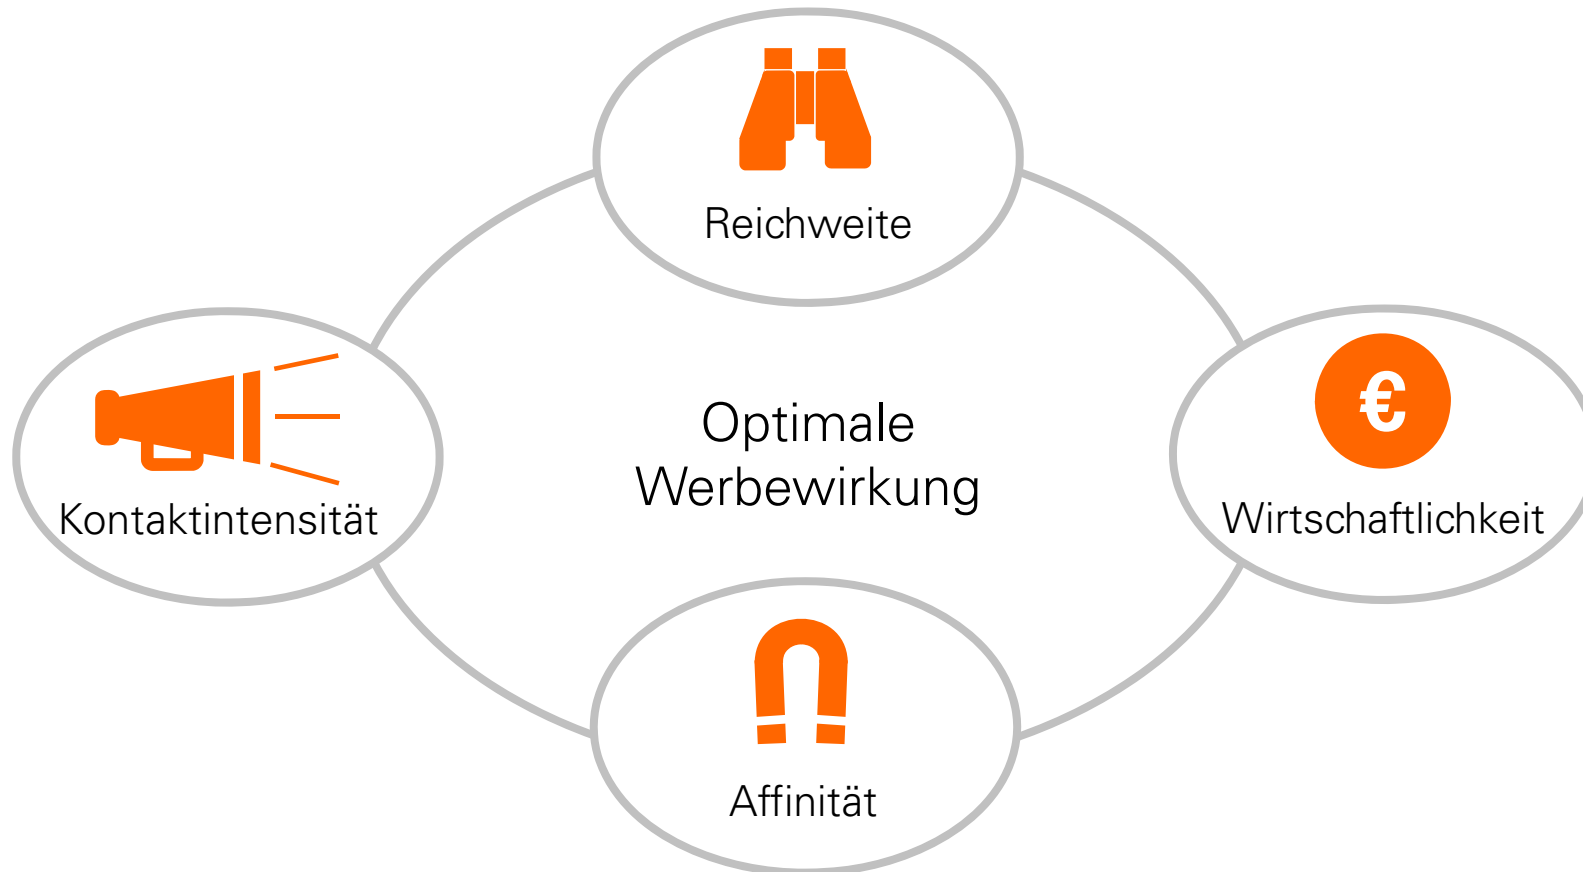 Reichweite
€
Optimale
Werbewirkung
Kontaktintensität
Wirtschaftlichkeit
Affinität